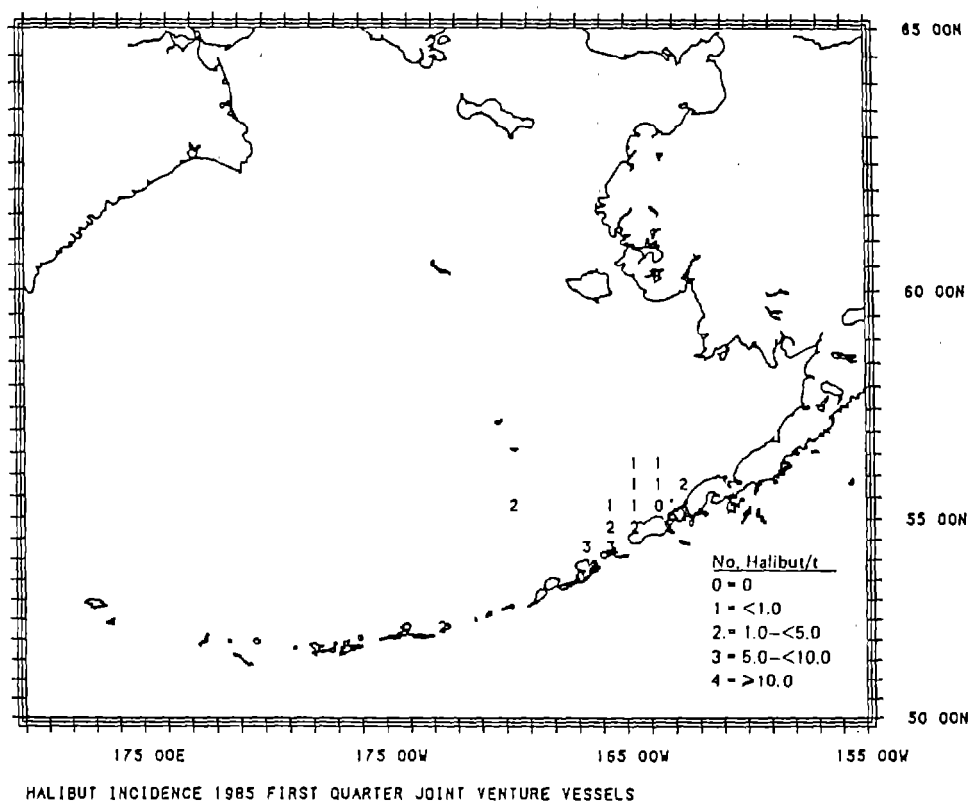 65 00N
60 00N
1 1
1 1 2
2 1 1 0
55 00N
2 2
3 3
No. Halibut/t
0 = 0
1 = <1.0
2 = 1.0-<5.0
3 = 5.0-<10.0
4 = ≥10.0
50 00N
175 00E 175 00W 165 00W 155 00W
HALIBUT INCIDENCE 1985 FIRST QUARTER JOINT VENTURE VESSELS